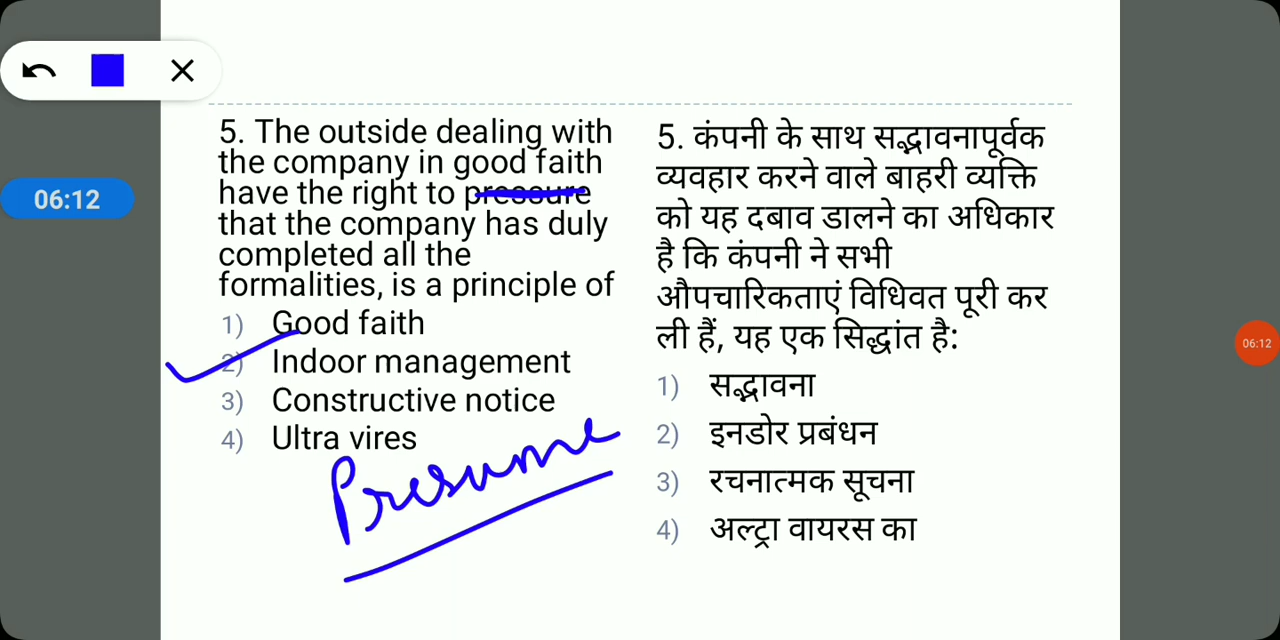 06:12
5. The outside dealing with
the company in good faith
have the right to pressure
that the company has duly
completed all the
formalities, is a principle of
1) Good faith
2) Indoor management
3) Constructive notice
4) Ultra vires
Presume
5. कंपनी के साथ सद्भावनापूर्वक
व्यवहार करने वाले बाहरी व्यक्ति
को यह दबाव डालने का अधिकार
है कि कंपनी ने सभी
औपचारिकताएं विधिवत पूरी कर
ली हैं, यह एक सिद्धांत है:
1) सद्भावना
2) इनडोर प्रबंधन
3) रचनात्मक सूचना
4) अल्ट्रा वायरस का
06:12